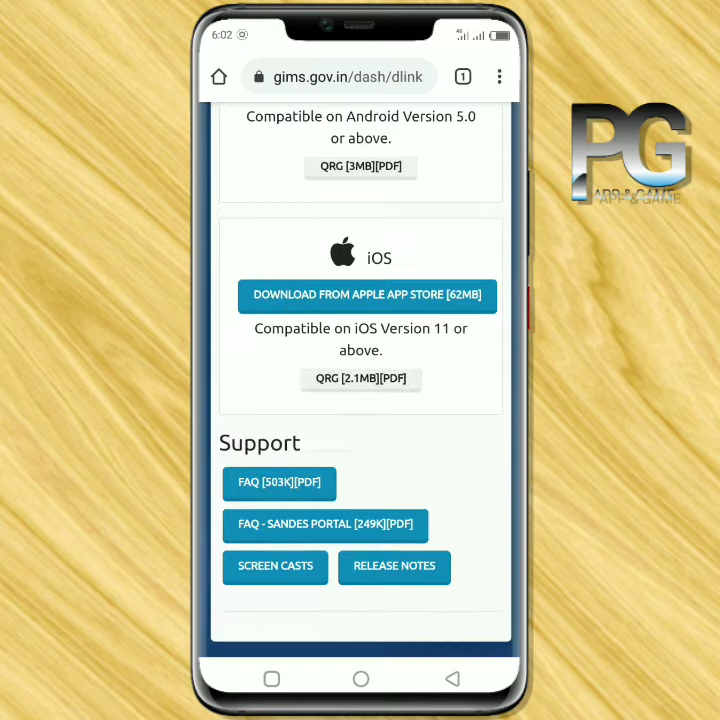 6:02
gims.gov.in/dash/dlink
1
Compatible on Android Version 5.0
or above.
QRG [3MB][PDF]
PG
APP & GAME
iOS
DOWNLOAD FROM APPLE APP STORE [62MB]
Compatible on iOS Version 11 or
above.
QRG [2.1MB][PDF]
Support
FAQ [503K][PDF]
FAQ - SANDES PORTAL [249K][PDF]
SCREEN CASTS
RELEASE NOTES